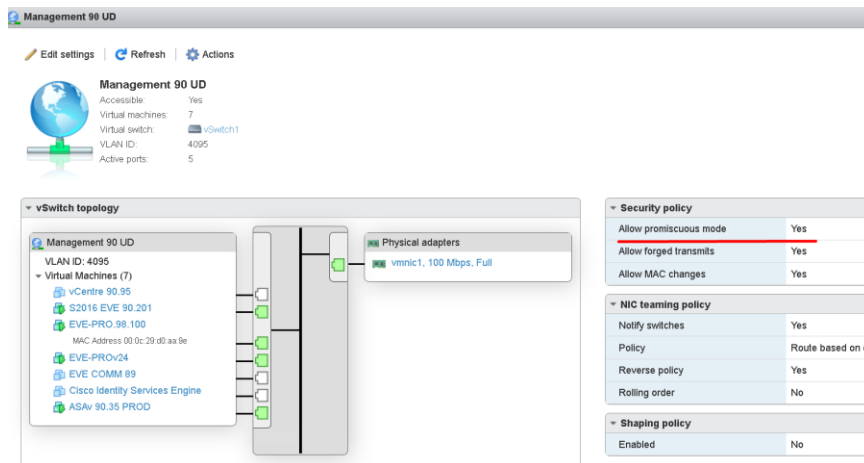 Management 90 UD
Edit settings Refresh Actions
Management 90 UD
Accessible: Yes
Virtual machines: 7
Virtual switch: vSwitch1
VLAN ID: 4095
Active ports: 5
vSwitch topology
Management 90 UD
VLAN ID: 4095
Virtual Machines (7)
vCentre 90.95
S2016 EVE 90.201
EVE-PRO.98.100
MAC Address 00:0c:29:d0:aa:9e
EVE-PROv24
EVE COMM 89
Cisco Identity Services Engine
ASAv 90.35 PROD
Physical adapters
vmnic1, 100 Mbps, Full
Security policy
Allow promiscuous mode Yes
Allow forged transmits Yes
Allow MAC changes Yes
NIC teaming policy
Notify switches Yes
Policy Route based on
Reverse policy Yes
Rolling order No
Shaping policy
Enabled No